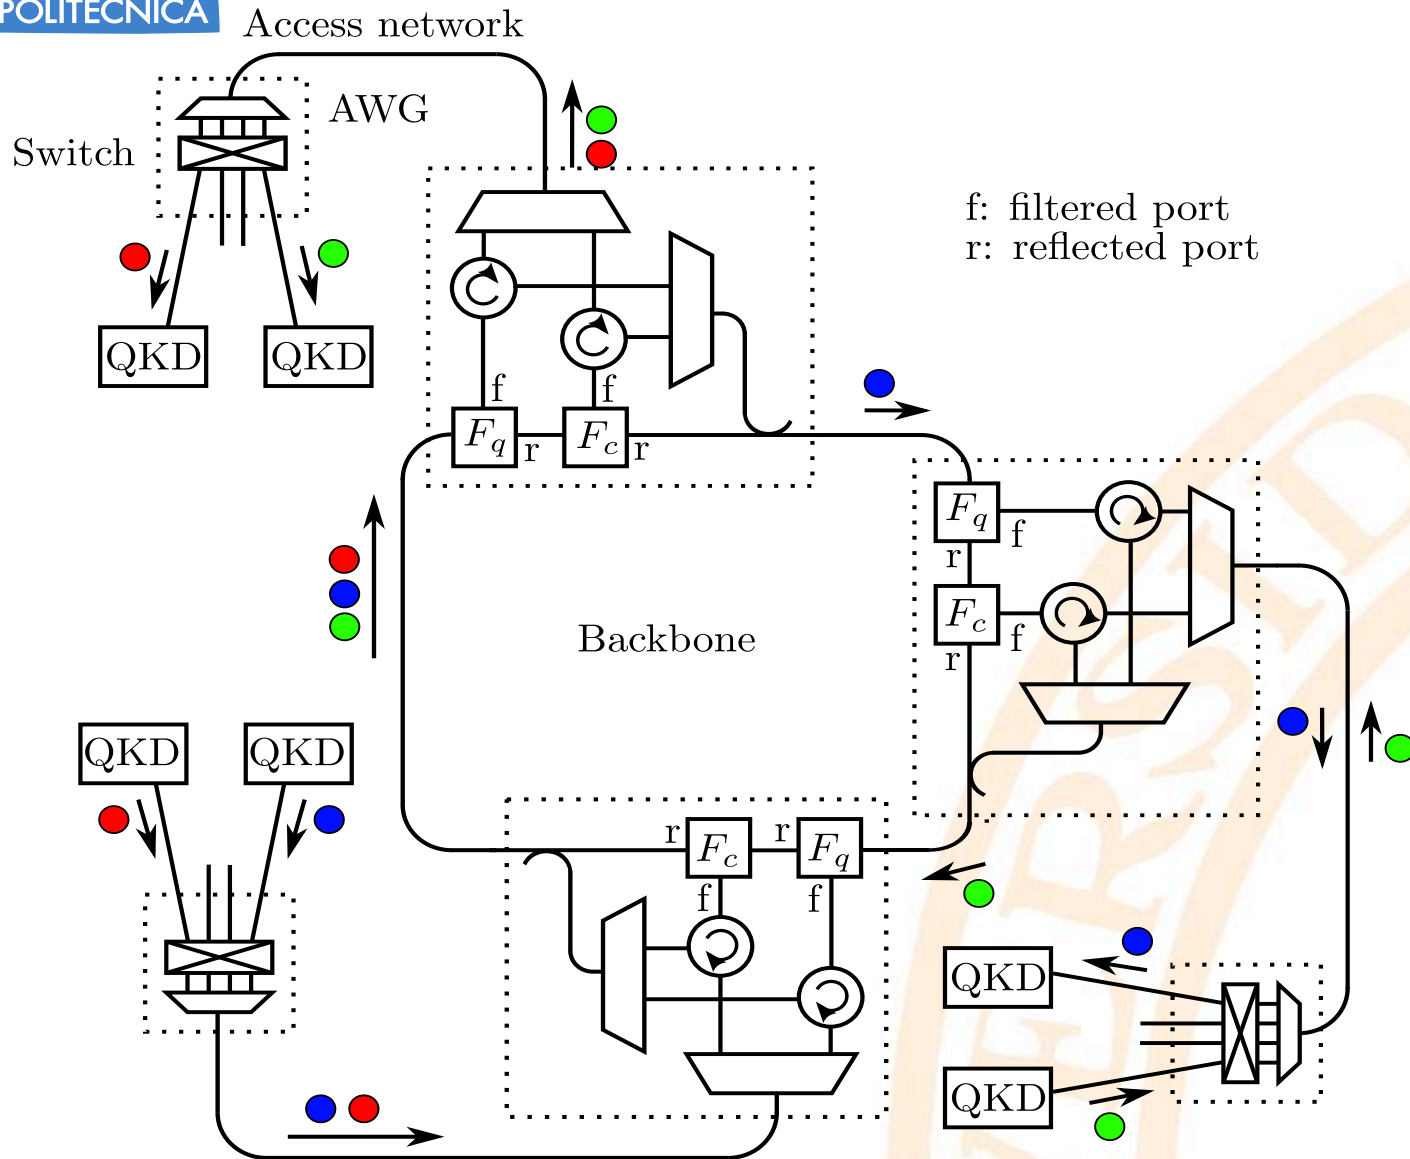 POLITECNICA
Access network
AWG
Switch
f: filtered port
r: reflected port
QKD
QKD
f
f
F_q
r
F_c
r
F_q
f
r
F_c
f
r
Backbone
QKD
QKD
r
F_c
r
F_q
f
f
QKD
QKD
ERSID